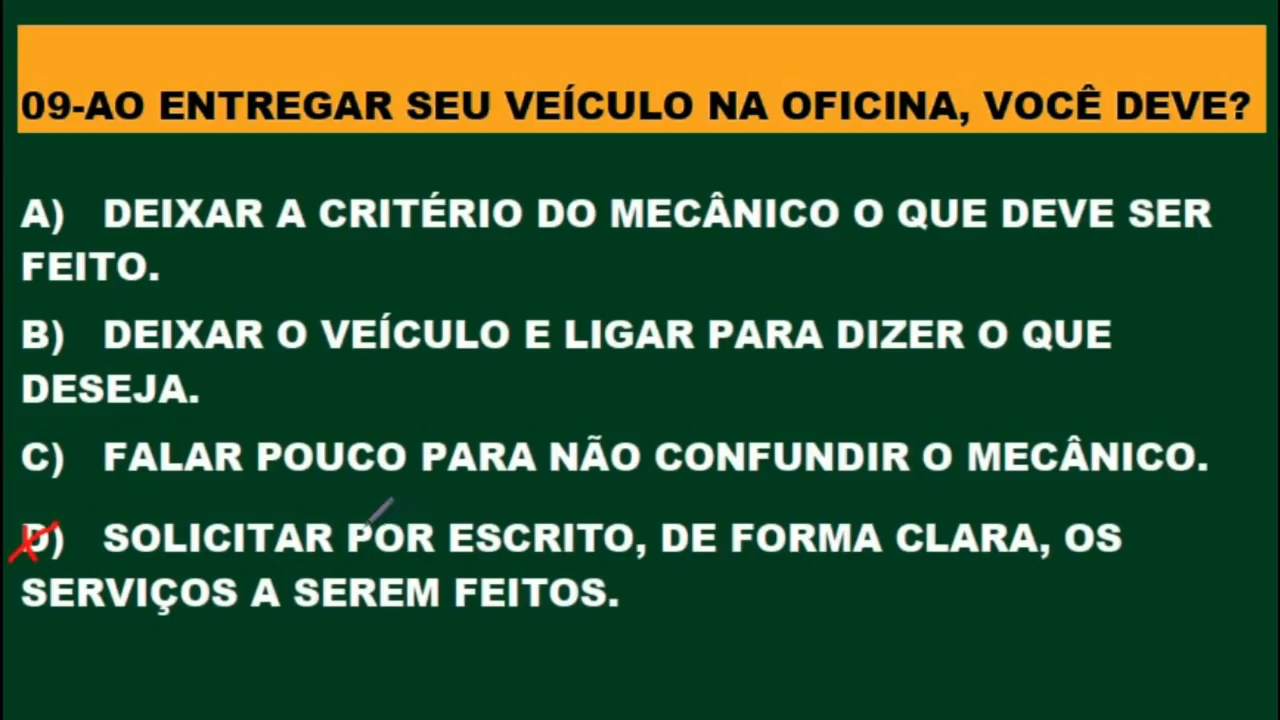 09-AO ENTREGAR SEU VEÍCULO NA OFICINA, VOCÊ DEVE?
A) DEIXAR A CRITÉRIO DO MECÂNICO O QUE DEVE SER
FEITO.
B) DEIXAR O VEÍCULO E LIGAR PARA DIZER O QUE
DESEJA.
C) FALAR POUCO PARA NÃO CONFUNDIR O MECÂNICO.
D) SOLICITAR POR ESCRITO, DE FORMA CLARA, OS
SERVIÇOS A SEREM FEITOS.